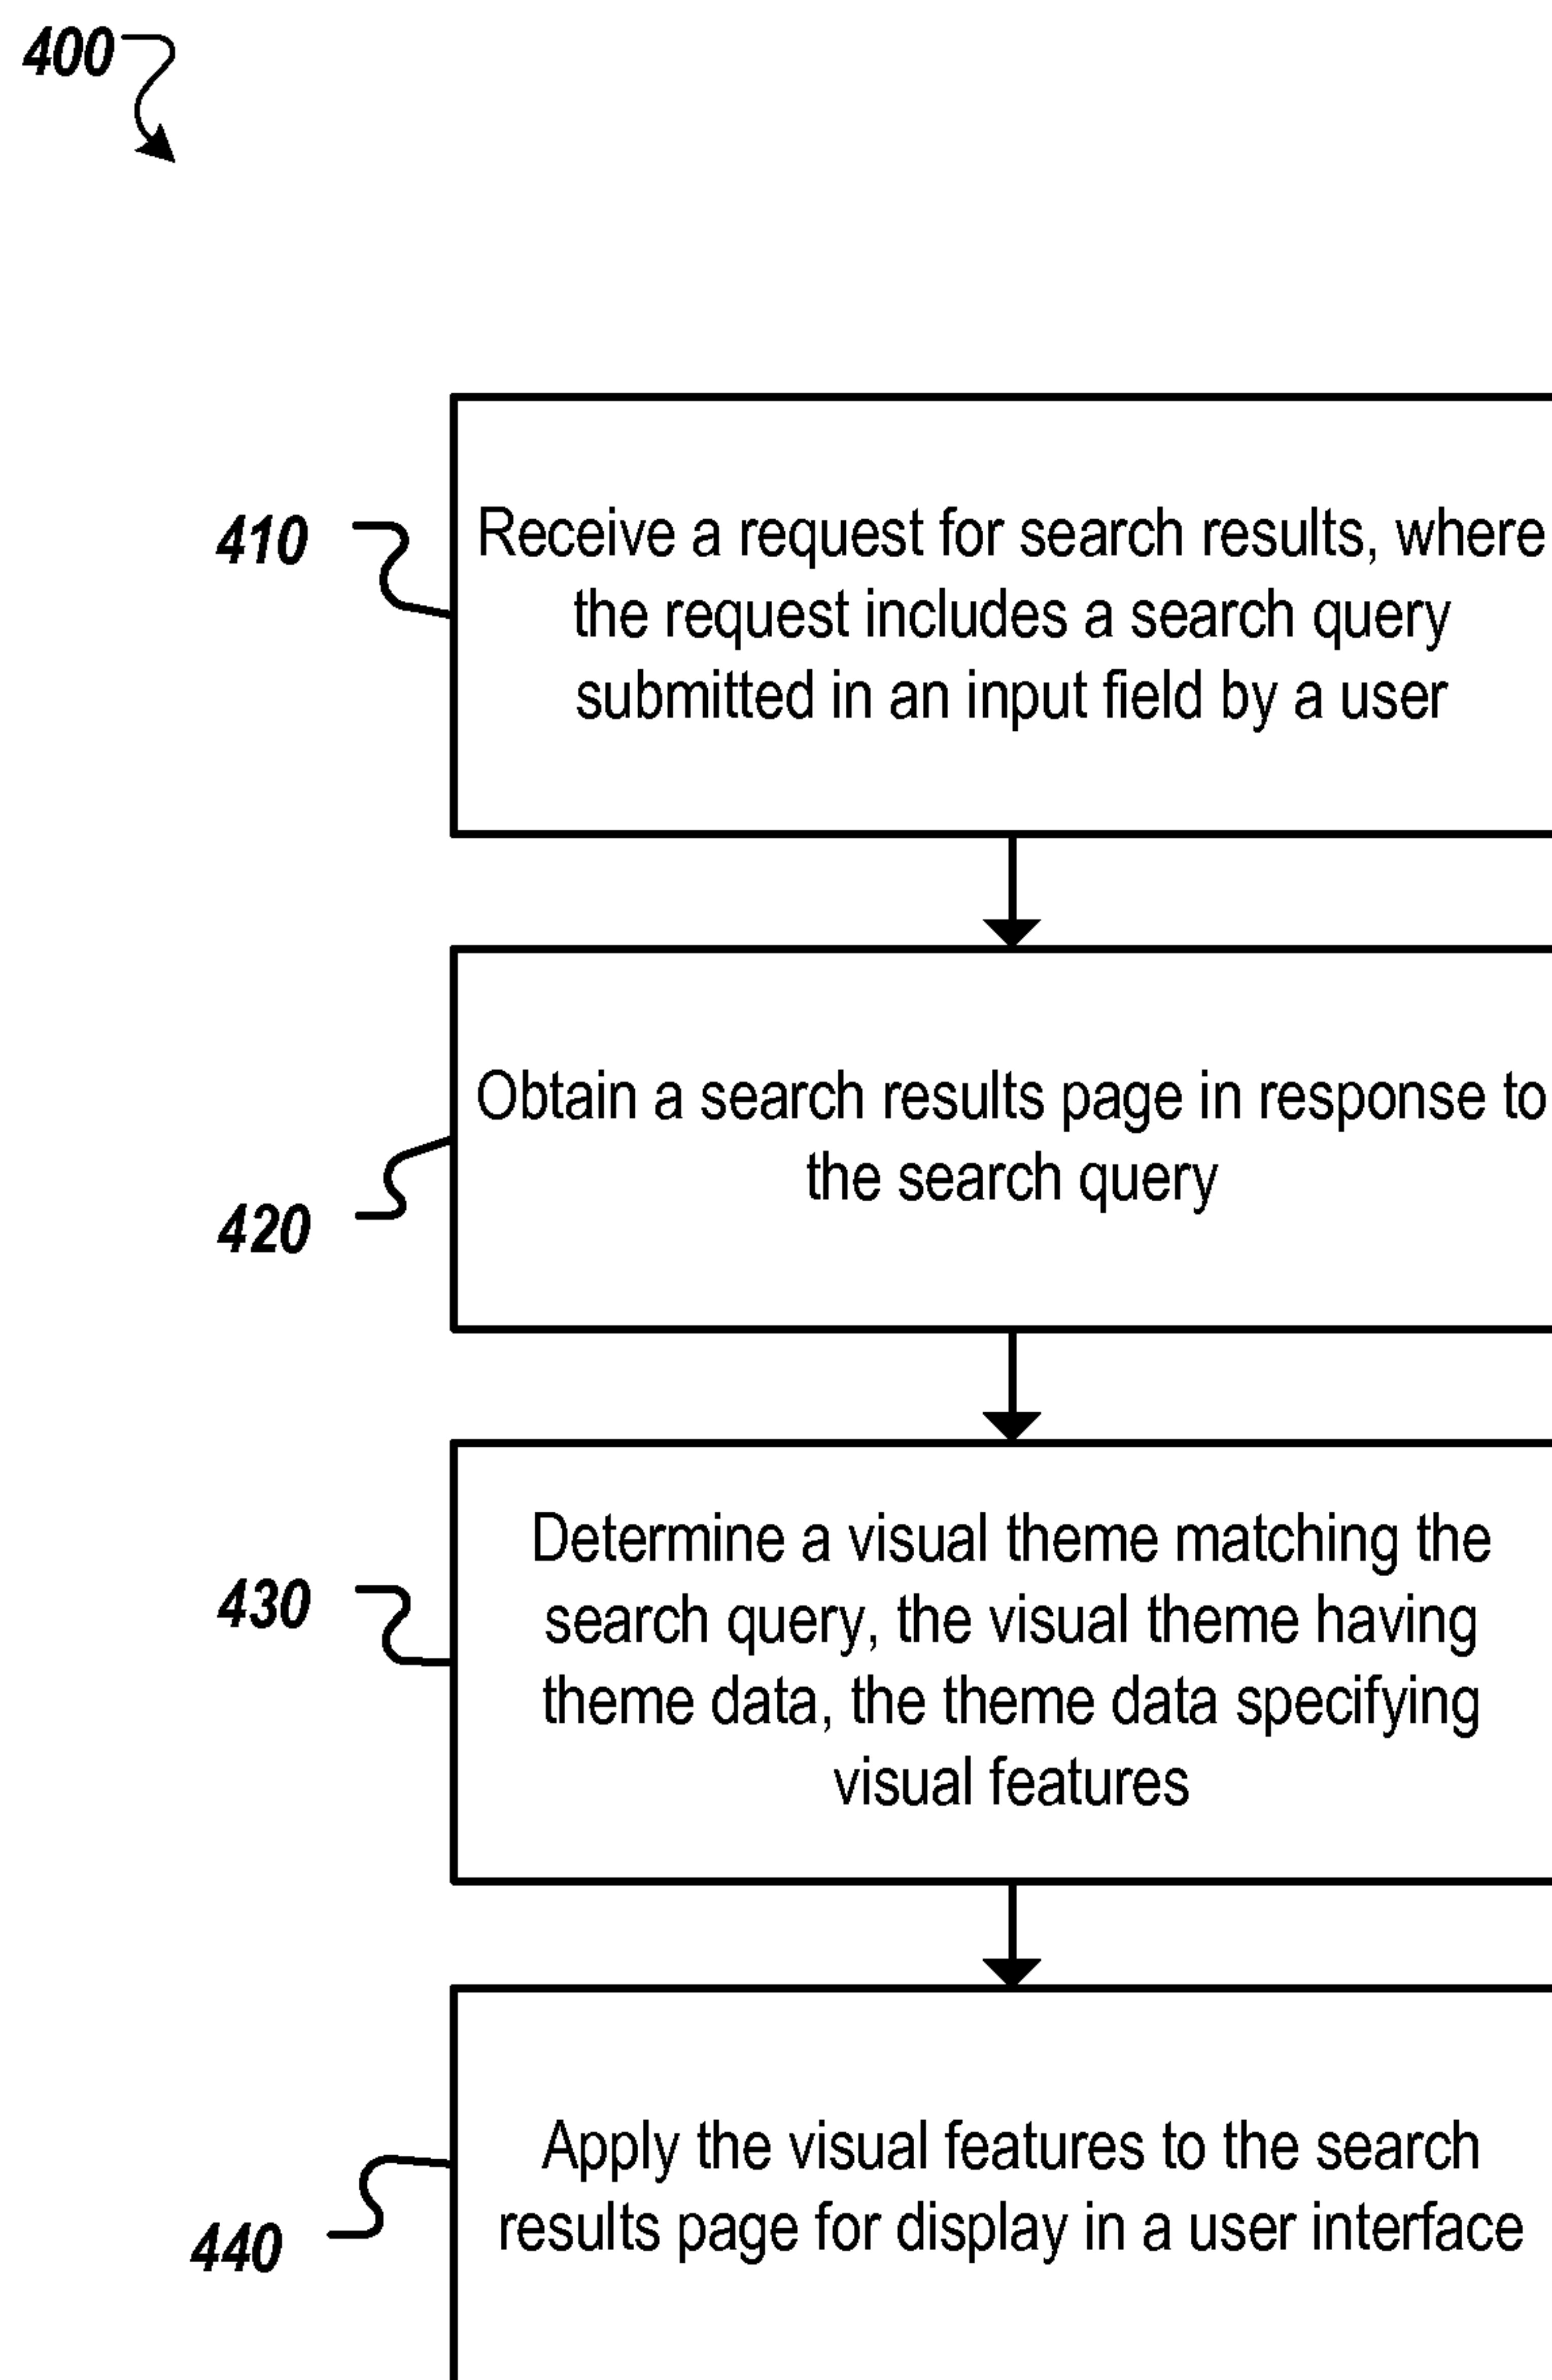 400
410
Receive a request for search results, where
the request includes a search query
submitted in an input field by a user
Obtain a search results page in response to
the search query
420
Determine a visual theme matching the
430
search query, the visual theme having
theme data, the theme data specifying
visual features
Apply the visual features to the search
results page for display in a user interface
440